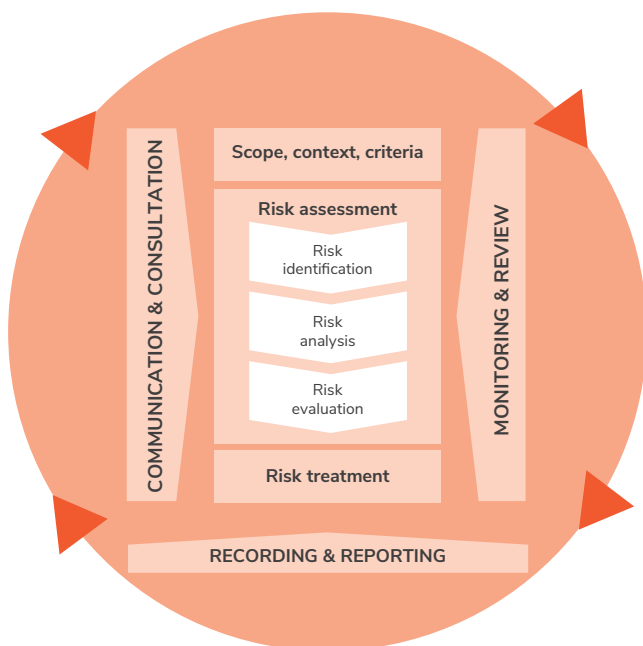 Scope, context, criteria
Risk assessment
Risk
identification
Risk
analysis
Risk
evaluation
Risk treatment
COMMUNICATION & CONSULTATION
MONITORING & REVIEW
RECORDING & REPORTING